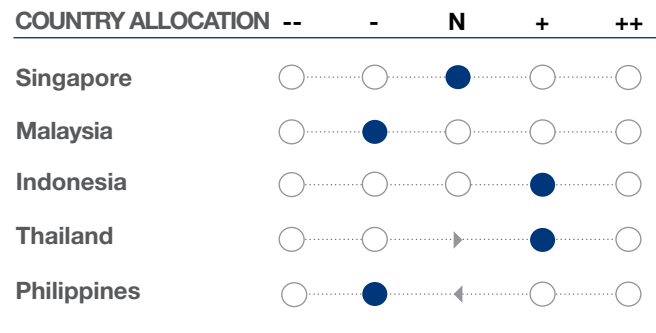 COUNTRY ALLOCATION -- - N + ++
Singapore
Malaysia
Indonesia
Thailand
Philippines